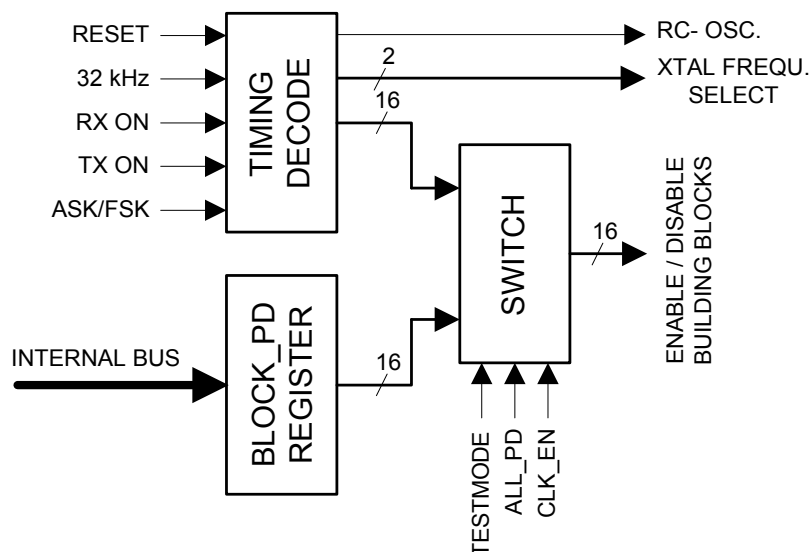 RESET
32 kHz
RX ON
TX ON
ASK/FSK
TIMING
DECODE
RC- OSC.
2
XTAL FREQU.
SELECT
16
SWITCH
16
ENABLE / DISABLE
BUILDING BLOCKS
INTERNAL BUS
BLOCK_PD
REGISTER
16
TESTMODE
ALL_PD
CLK_EN